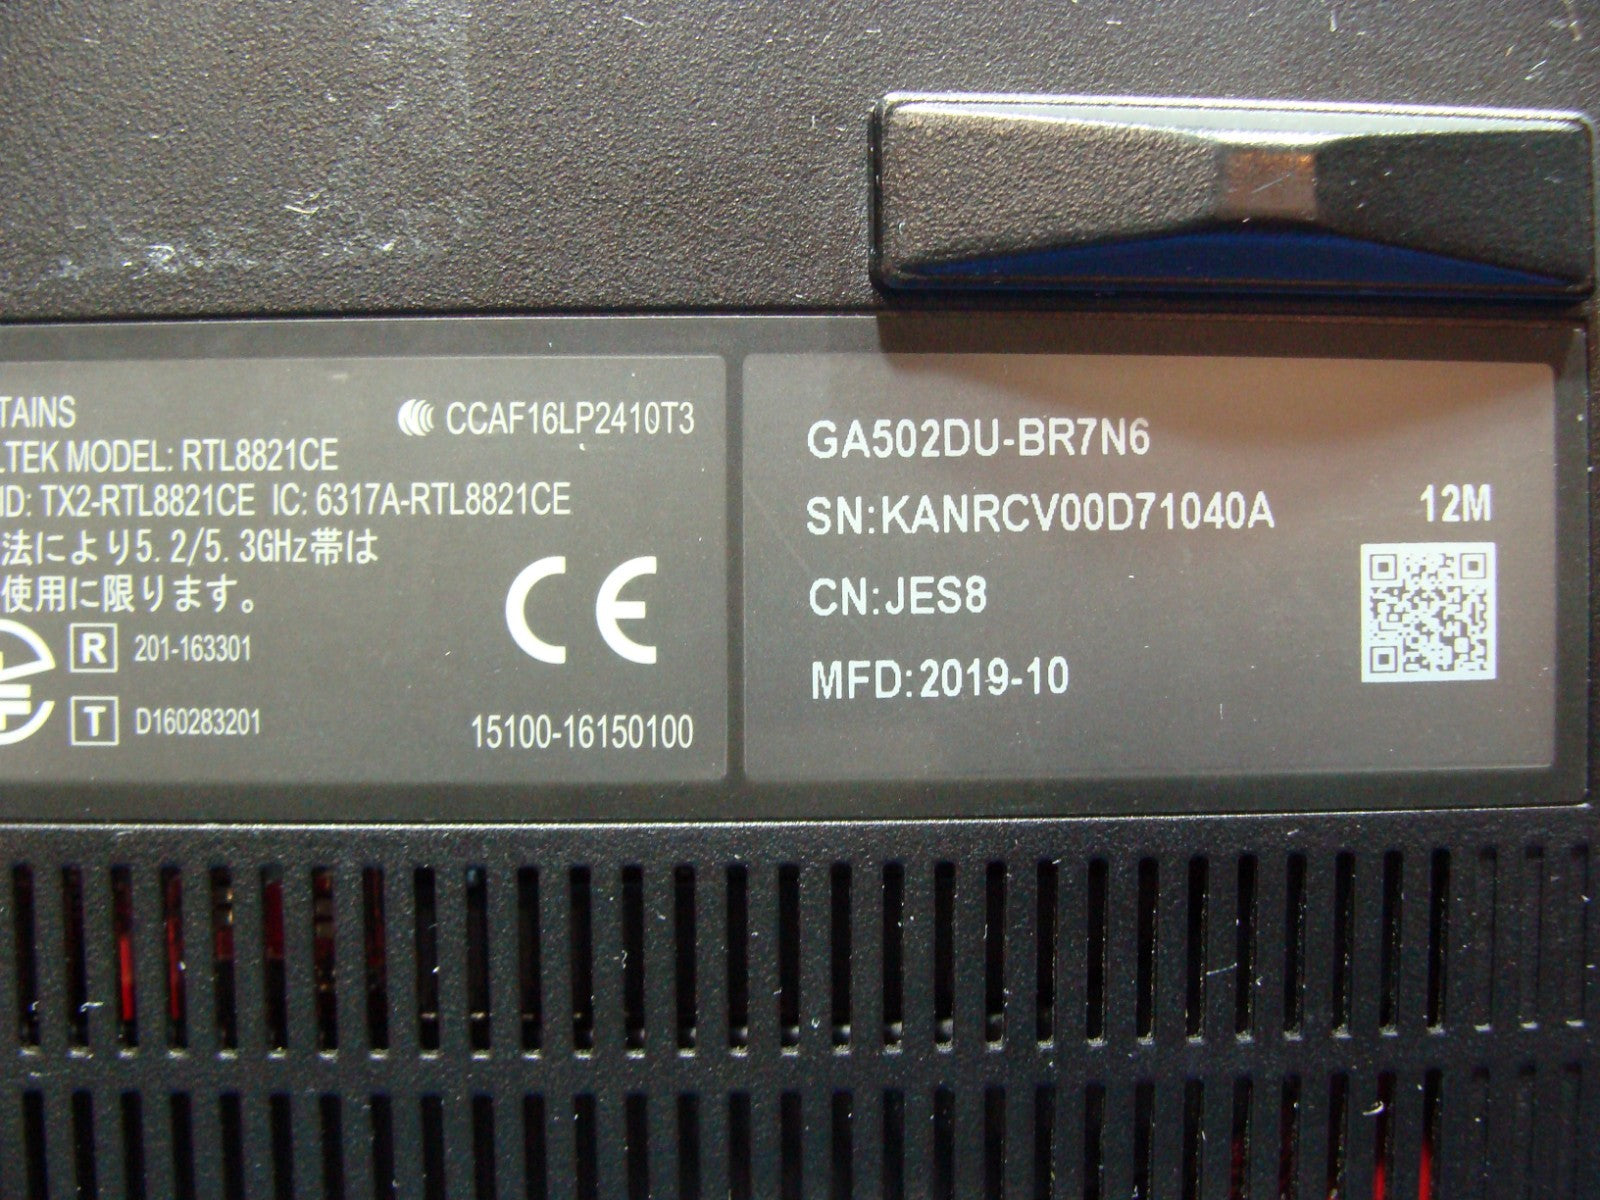 TAINS
CCAF16LP2410T3
LTEK MODEL: RTL8821CE
ID: TX2-RTL8821CE IC: 6317A-RTL8821CE
法により5.2/5.3GHz帯は
使用に限ります。
CE
R 201-163301
T D160283201
15100-16150100
GA502DU-BR7N6
SN:KANRCV00D71040A 12M
CN:JES8
MFD:2019-10